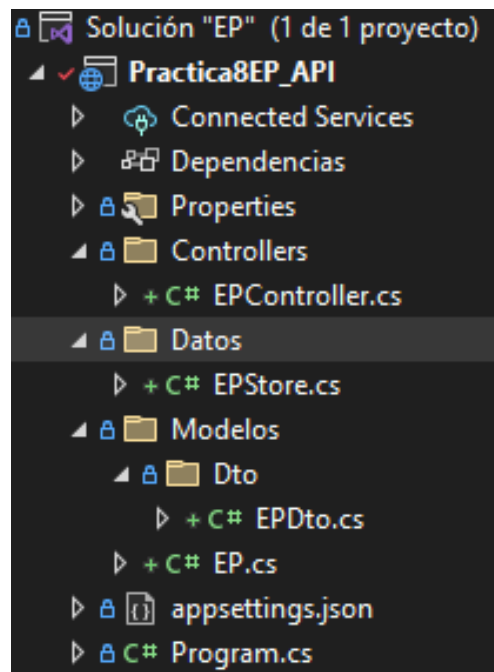 Solución "EP" (1 de 1 proyecto)
Practica8EP_API
Connected Services
Dependencias
Properties
Controllers
+ C# EPController.cs
Datos
+ C# EPStore.cs
Modelos
Dto
+ C# EPDto.cs
+ C# EP.cs
appsettings.json
C# Program.cs